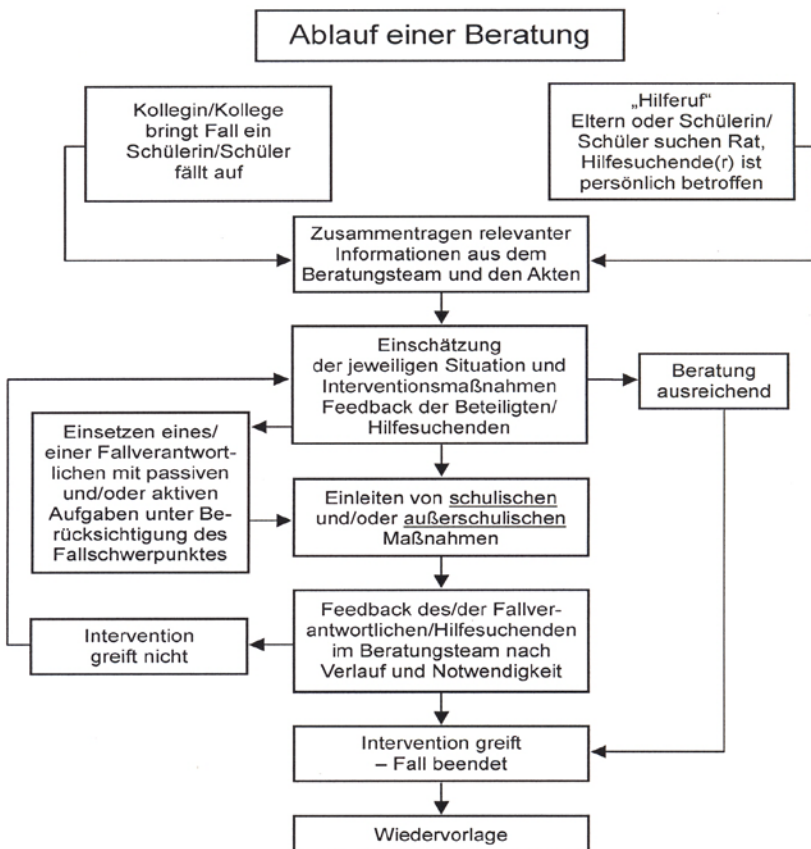 Ablauf einer Beratung
Kollegin/Kollege
bringt Fall ein
Schülerin/Schüler
fällt auf
„Hilferuf“
Eltern oder Schülerin/
Schüler suchen Rat,
Hilfesuchende(r) ist
persönlich betroffen
Zusammentragen relevanter
Informationen aus dem
Beratungsteam und den Akten
Einschätzung
der jeweiligen Situation und
Interventionsmaßnahmen
Feedback der Beteiligten/
Hilfesuchenden
Beratung
ausreichend
Einsetzen eines/
einer Fallverantwort-
lichen mit passiven
und/oder aktiven
Aufgaben unter Be-
rücksichtigung des
Fallschwerpunktes
Einleiten von schulischen
und/oder außerschulischen
Maßnahmen
Feedback des/der Fallver-
antwortlichen/Hilfesuchenden
im Beratungsteam nach
Verlauf und Notwendigkeit
Intervention
greift nicht
Intervention greift
– Fall beendet
Wiedervorlage